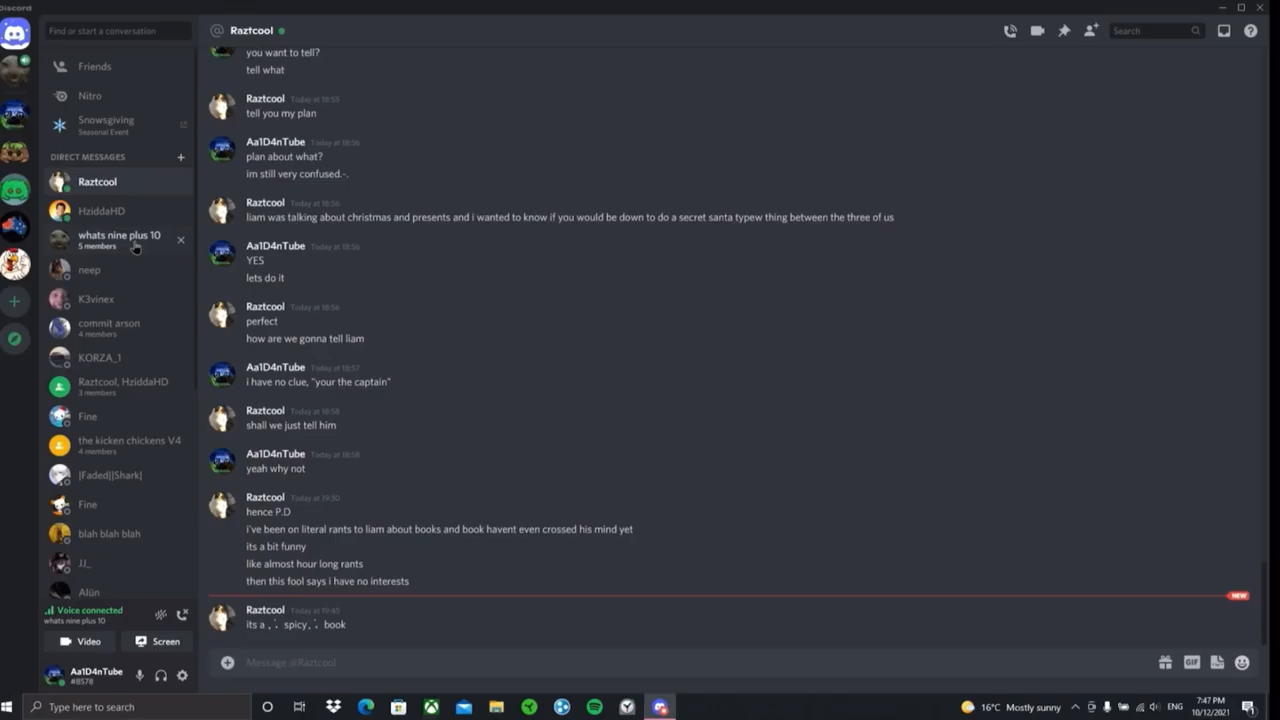 Discord
Find or start a conversation
Raztcool
Search
Friends
Nitro
Snowsgiving
Seasonal Event
DIRECT MESSAGES
Raztcool
HziddaHD
whats nine plus 10
5 members
neep
K3vinex
commit arson
4 members
KORZA_1
Raztcool, HziddaHD
3 members
Fine
the kicken chickens V4
4 members
|Faded||Shark|
Fine
blah blah blah
JJ_
Alün
Voice connected
whats nine plus 10
Video
Screen
Aa1D4nTube
#8578
you want to tell?
tell what
Raztcool Today at 18:55
tell you my plan
Aa1D4nTube Today at 18:56
plan about what?
im still very confused.-.
Raztcool Today at 18:56
liam was talking about christmas and presents and i wanted to know if you would be down to do a secret santa typew thing between the three of us
Aa1D4nTube Today at 18:56
YES
lets do it
Raztcool Today at 18:56
perfect
how are we gonna tell liam
Aa1D4nTube Today at 18:57
i have no clue, "your the captain"
Raztcool Today at 18:58
shall we just tell him
Aa1D4nTube Today at 18:58
yeah why not
Raztcool Today at 19:30
hence P.D
i've been on literal rants to liam about books and book havent even crossed his mind yet
its a bit funny
like almost hour long rants
then this fool says i have no interests
NEW
Raztcool Today at 19:45
its a ⋰⋱ spicy⋰⋱ book
Message @Raztcool
GIF
Type here to search
16°C Mostly sunny
ENG
7:47 PM
10/12/2021